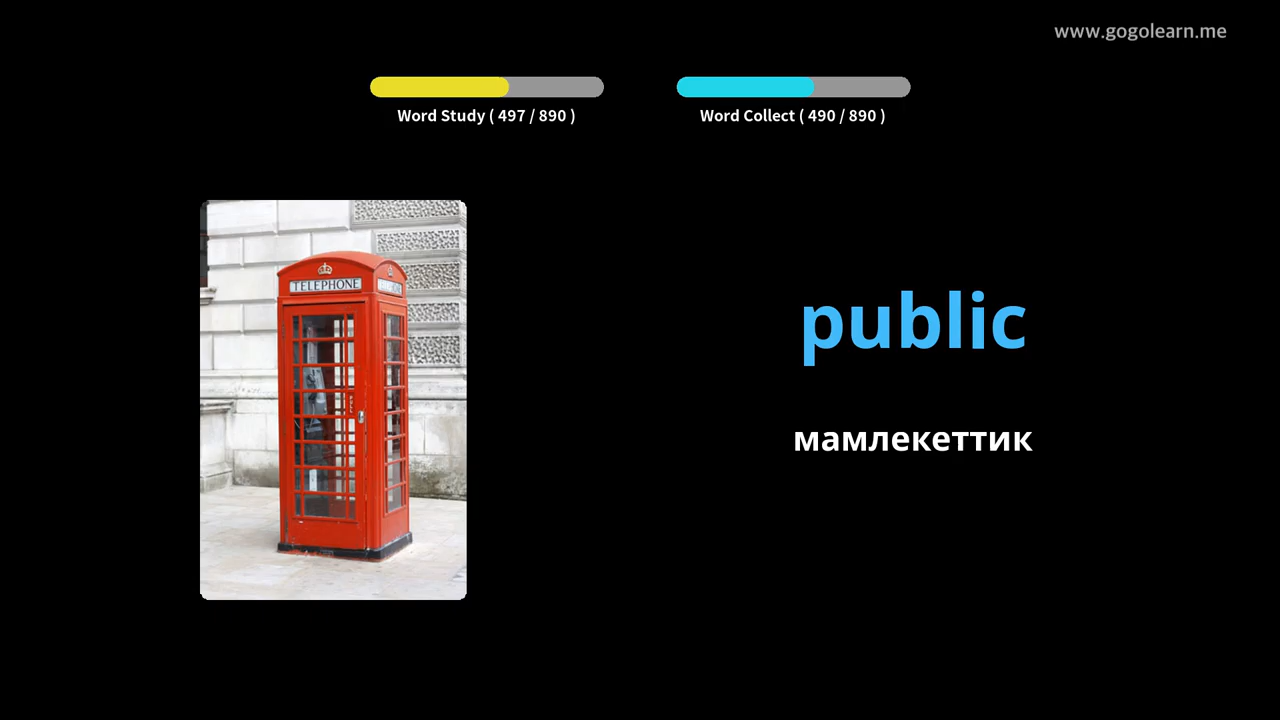 www.gogolearn.me
Word Study ( 497 / 890 )
Word Collect ( 490 / 890 )
TELEPHONE
public
мамлекеттик